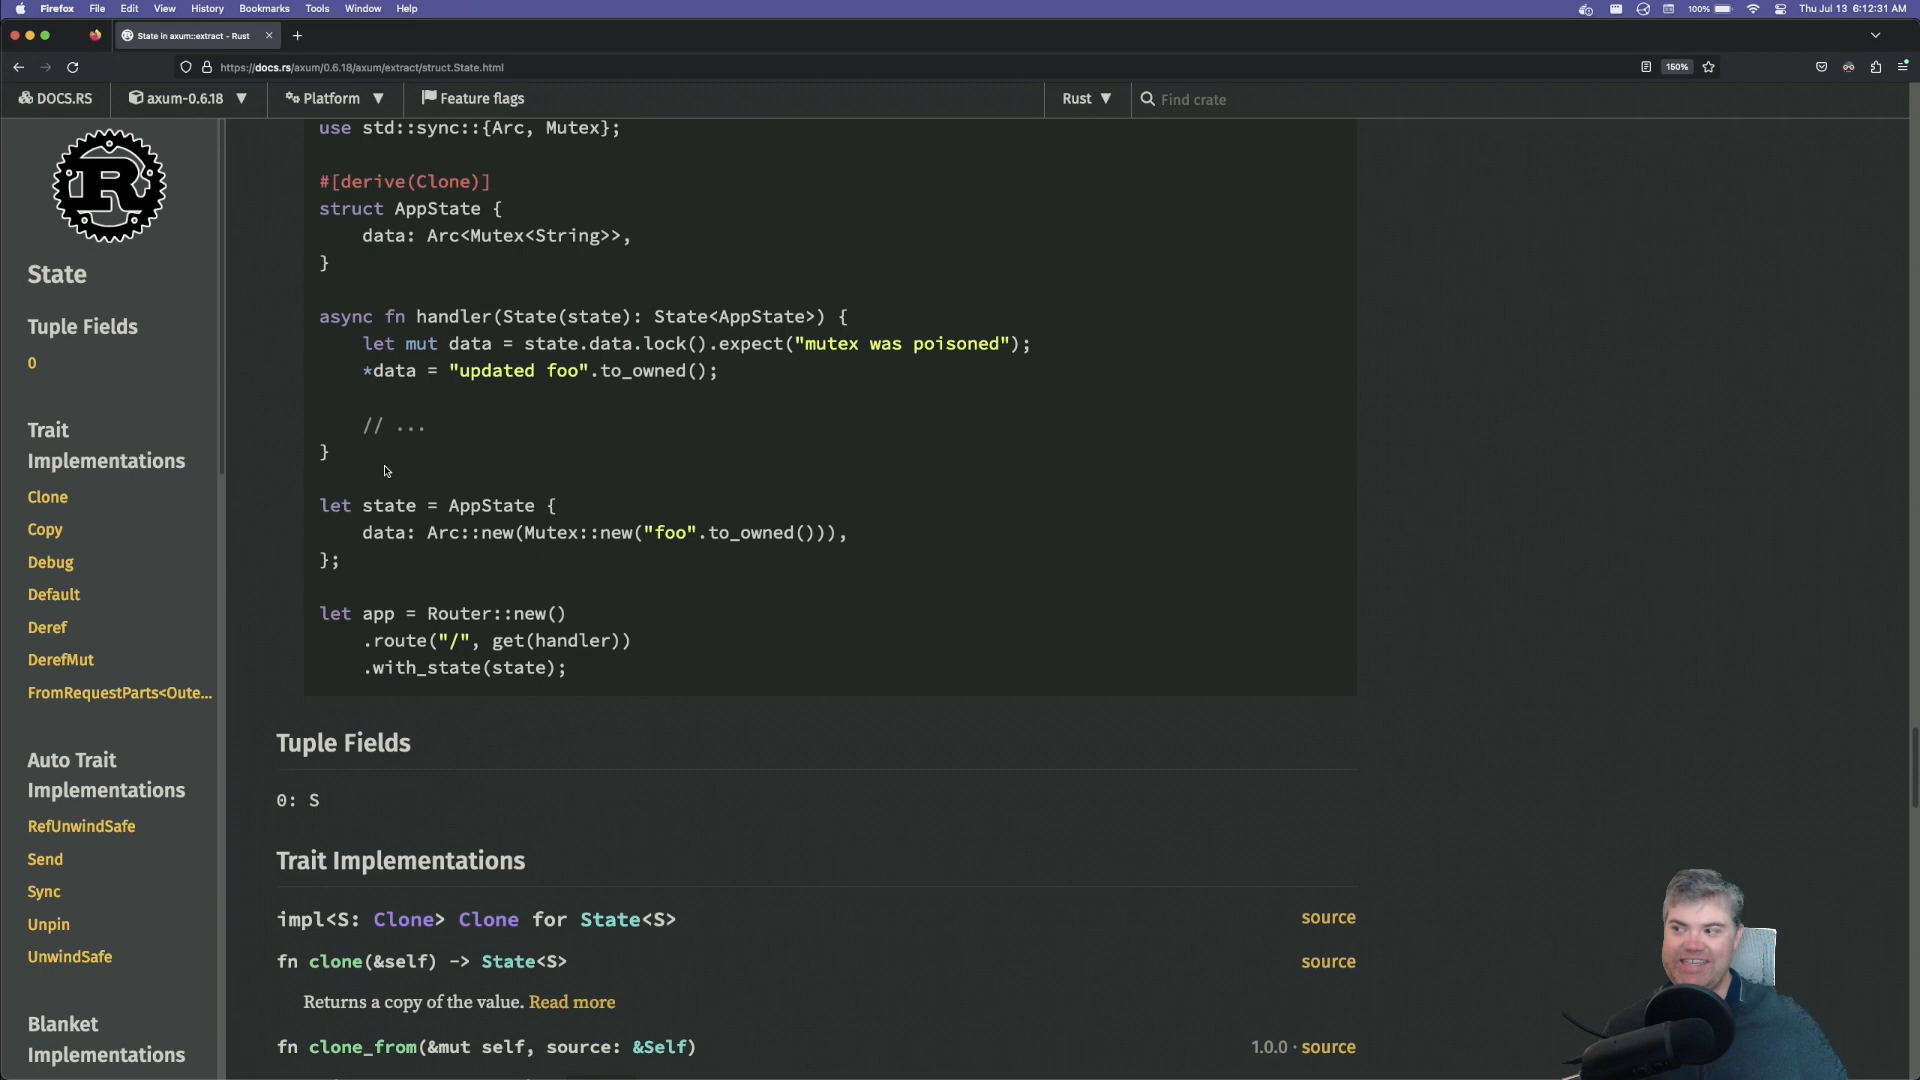 Firefox File Edit View History Bookmarks Tools Window Help 100% Thu Jul 13 6:12:31 AM
State in axum::extract - Rust
https://docs.rs/axum/0.6.18/axum/extract/struct.State.html 150%
DOCS.RS axum-0.6.18 Platform Feature flags Rust Find crate
State
Tuple Fields
0
Trait
Implementations
Clone
Copy
Debug
Default
Deref
DerefMut
FromRequestParts<Oute...
Auto Trait
Implementations
RefUnwindSafe
Send
Sync
Unpin
UnwindSafe
Blanket
Implementations
use std::sync::{Arc, Mutex};
#[derive(Clone)]
struct AppState {
data: Arc<Mutex<String>>,
}
async fn handler(State(state): State<AppState>) {
let mut data = state.data.lock().expect("mutex was poisoned");
*data = "updated foo".to_owned();
// ...
}
let state = AppState {
data: Arc::new(Mutex::new("foo".to_owned())),
};
let app = Router::new()
.route("/", get(handler))
.with_state(state);
Tuple Fields
0: S
Trait Implementations
impl<S: Clone> Clone for State<S> source
fn clone(&self) -> State<S> source
Returns a copy of the value. Read more
fn clone_from(&mut self, source: &Self) 1.0.0 · source